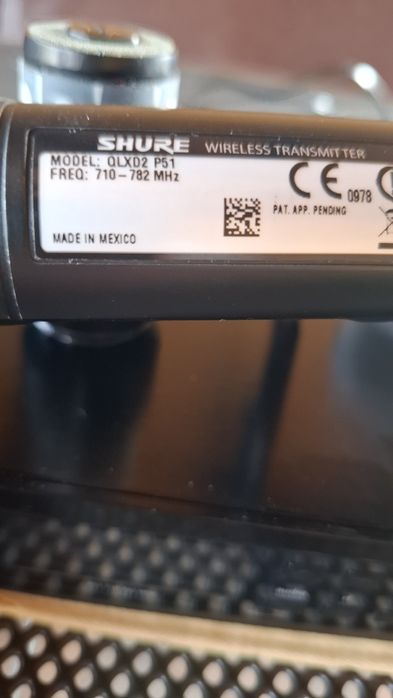 SHURE WIRELESS TRANSMITTER
MODEL: QLXD2 P51
FREQ: 710-782 MHz
CE 0978
PAT. APP. PENDING
MADE IN MEXICO